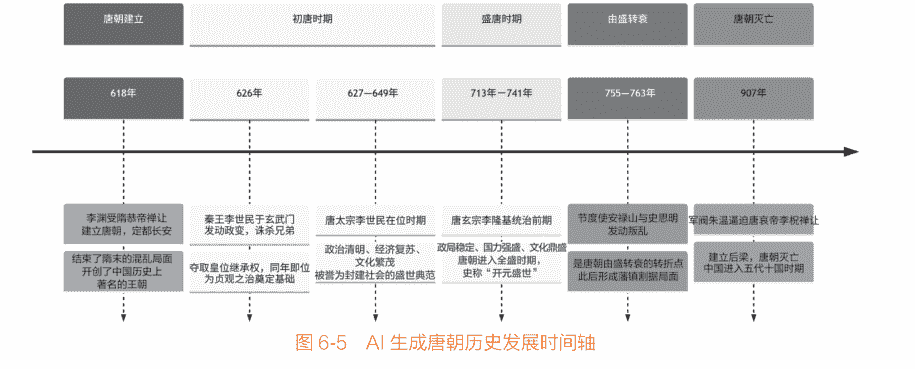 唐朝建立
初唐时期
盛唐时期
由盛转衰
唐朝灭亡
618年
626年
627—649年
713年—741年
755—763年
907年
李渊受隋恭帝禅让
建立唐朝，定都长安
秦王李世民于玄武门
发动政变，诛杀兄弟
唐太宗李世民在位时期
唐玄宗李隆基统治前期
节度使安禄山与史思明
发动叛乱
军阀朱温逼迫唐哀帝李柷禅让
结束了隋末的混乱局面
开创了中国历史上
著名的王朝
夺取皇位继承权，同年即位
为贞观之治奠定基础
政治清明、经济复苏、
文化繁茂
被誉为封建社会的盛世典范
政局稳定、国力强盛、文化鼎盛
唐朝进入全盛时期，
史称“开元盛世”
是唐朝由盛转衰的转折点
此后形成藩镇割据局面
建立后梁，唐朝灭亡
中国进入五代十国时期
图 6-5 AI 生成唐朝历史发展时间轴